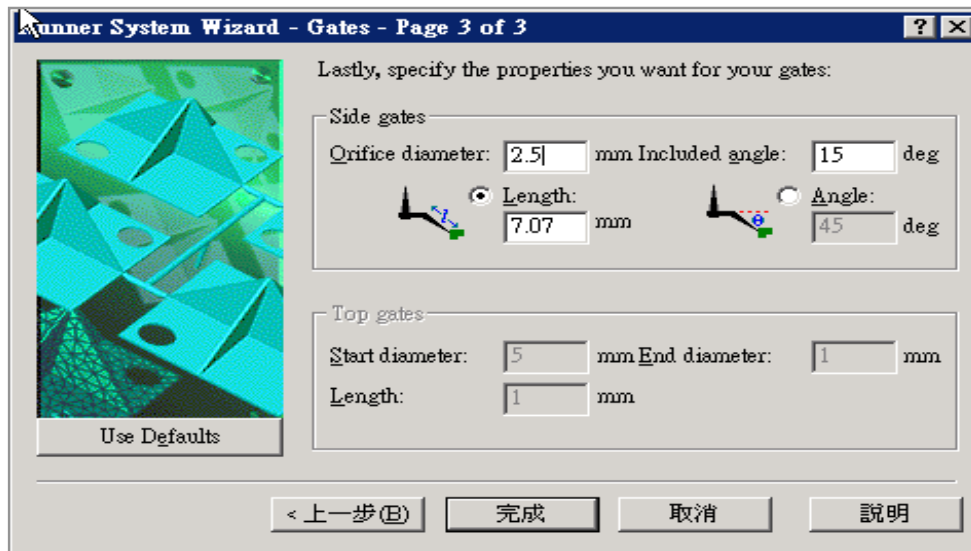 Runner System Wizard - Gates - Page 3 of 3
Lastly, specify the properties you want for your gates:
Side gates
Orifice diameter: 2.5 mm Included angle: 15 deg
Length: Angle:
l θ
7.07 mm 45 deg
Top gates
Start diameter: 5 mm End diameter: 1 mm
Length: 1 mm
Use Defaults
< 上一步(B) 完成 取消 說明